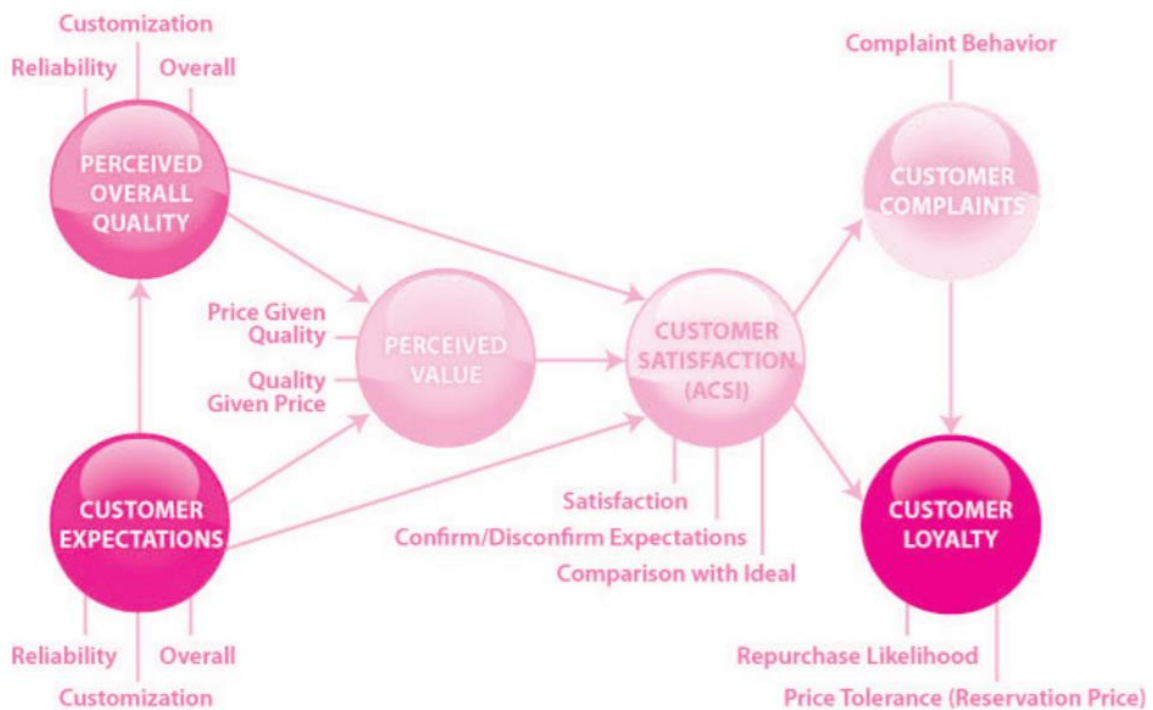 Customization
Reliability
Overall
PERCEIVED
OVERALL
QUALITY
Complaint Behavior
CUSTOMER
COMPLAINTS
Price Given
Quality
Quality
Given Price
PERCEIVED
VALUE
CUSTOMER
SATISFACTION
(ACSI)
Satisfaction
Confirm/Disconfirm Expectations
Comparison with Ideal
CUSTOMER
EXPECTATIONS
Reliability
Overall
Customization
CUSTOMER
LOYALTY
Repurchase Likelihood
Price Tolerance (Reservation Price)